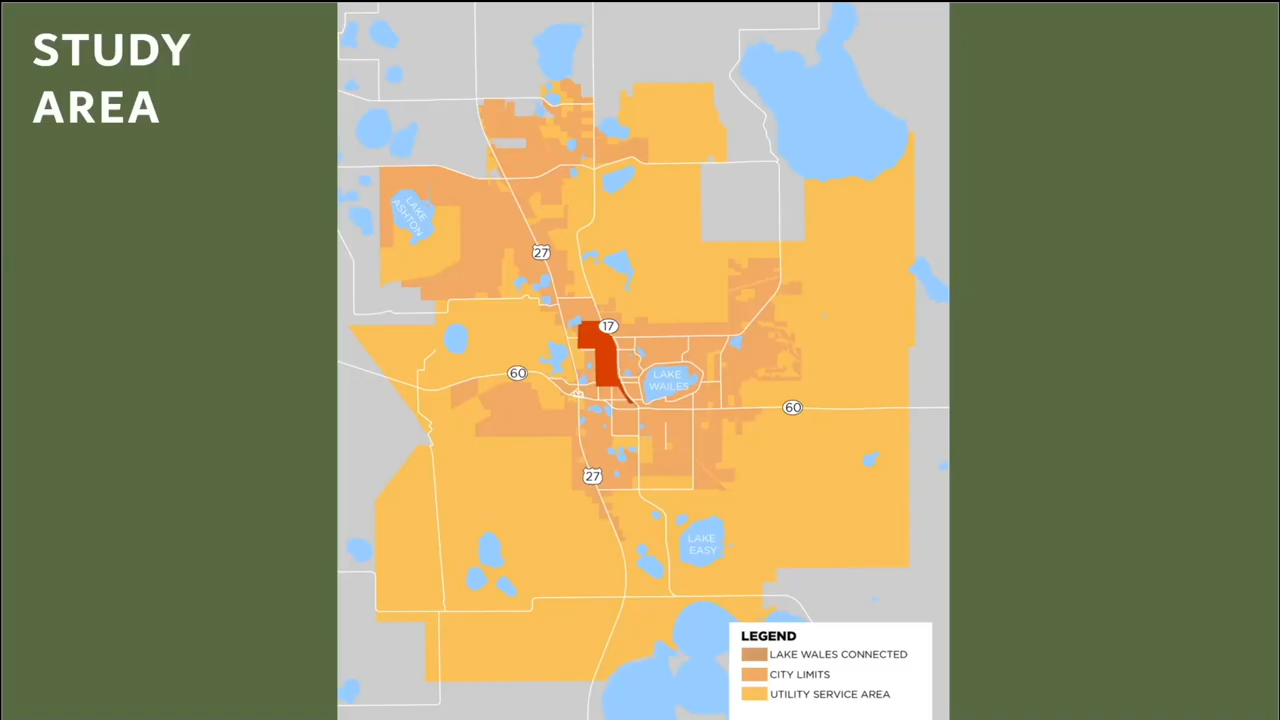 STUDY
AREA
LAKE
ASHTON
27
17
60
LAKE
WAILES
60
27
LAKE
EASY
LEGEND
LAKE WALES CONNECTED
CITY LIMITS
UTILITY SERVICE AREA